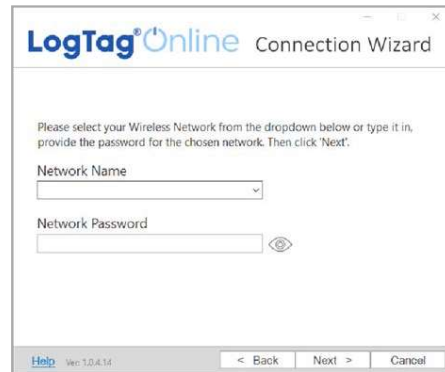 LogTag® Online Connection Wizard
Please select your Wireless Network from the dropdown below or type it in,
provide the password for the chosen network. Then click 'Next'.
Network Name
Network Password
Help Ver. 1.0.4.14 < Back Next > Cancel